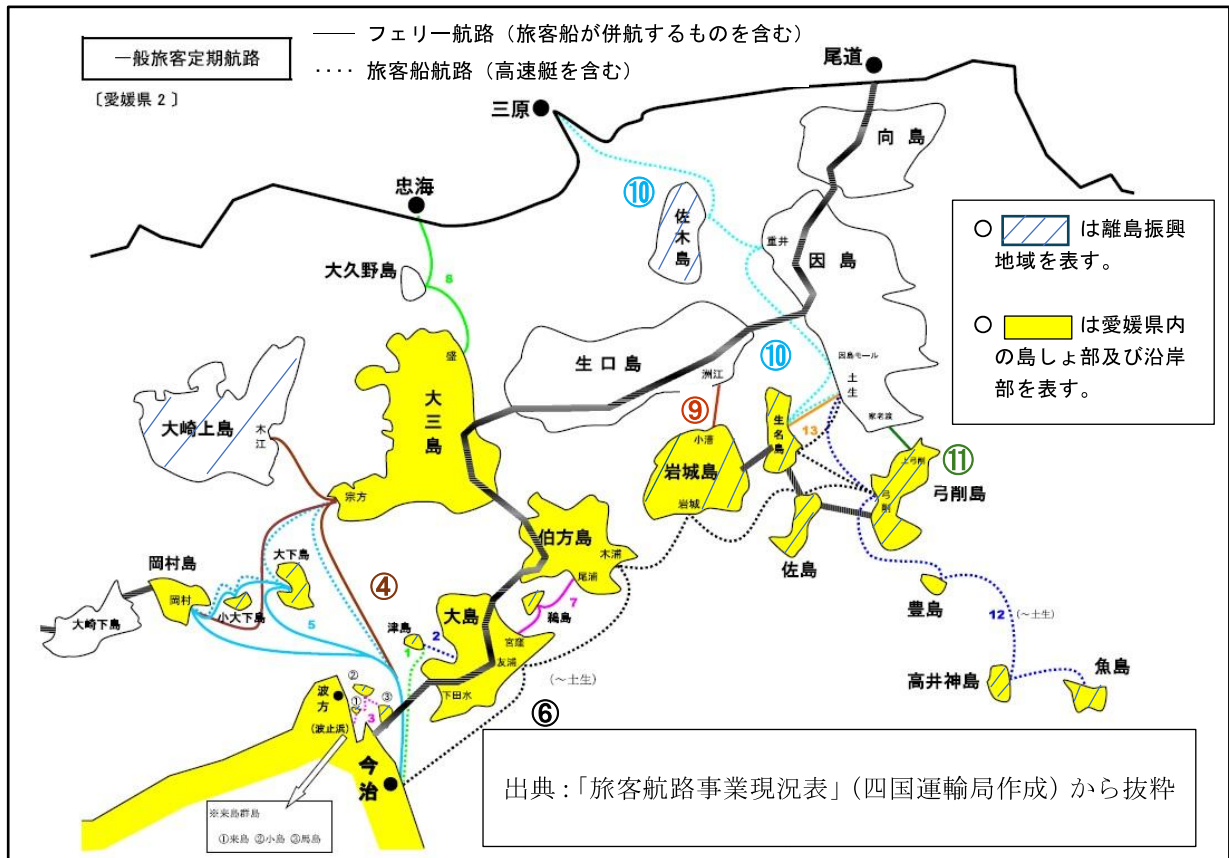 一般旅客定期航路
〔愛媛県２〕
―― フェリー航路（旅客船が併航するものを含む）
‥‥ 旅客船航路（高速艇を含む）
尾道
三原
向 島
忠海
⑩
佐木島
重井
因 島
大久野島
8
○ は離島振興
地域を表す。
○ は愛媛県内
の島しょ部及び沿岸
部を表す。
盛
生 口 島
洲江
⑩
因島モール
土生
家老渡
大崎上島
木江
大三島
⑨
小漕
生名島
13
上弓削
⑪
弓削島
弓削
岩城島
岩城
宗方
伯方島
木浦
尾浦
佐島
岡村島
岡村
大下島
小大下島
大崎下島
④
5
津島
1
2
大島
7
鵜島
宮窪
友浦
下田水
豊島
12
(～土生)
高井神島
魚島
(～土生)
⑥
②
①
③
3
波方
(波止浜)
今治
※来島群島
①来島 ②小島 ③馬島
出典：「旅客航路事業現況表」（四国運輸局作成）から抜粋